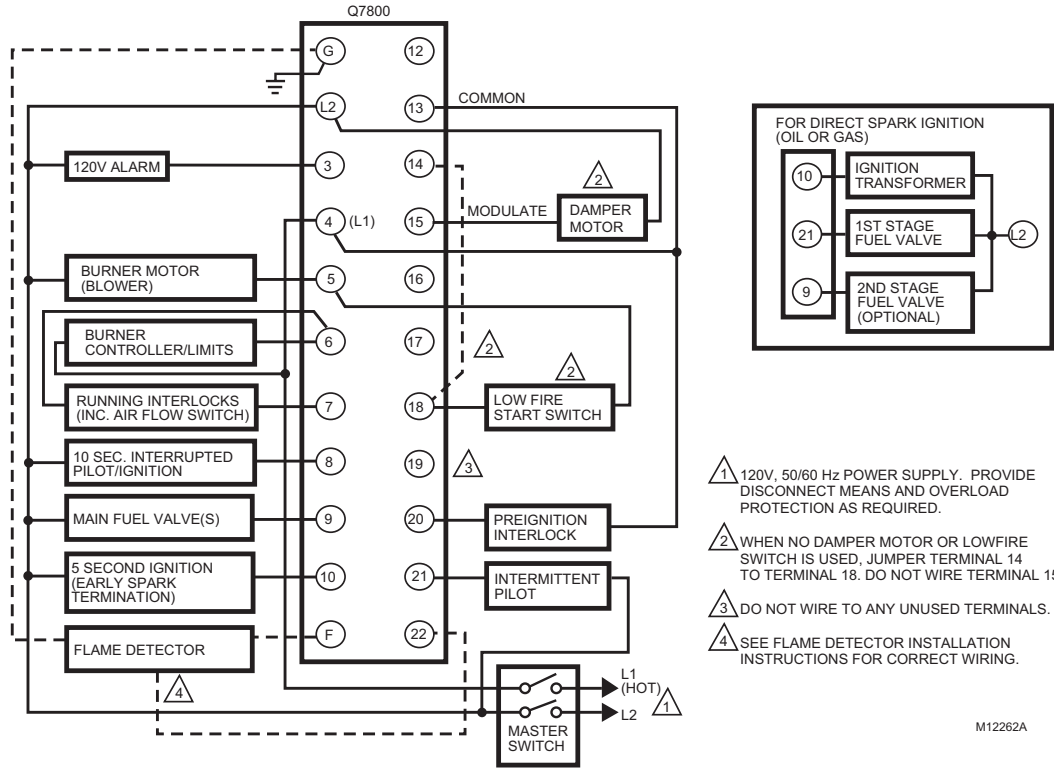 Q7800
G
12
L2
13
COMMON
120V ALARM
3
14
2
4
(L1)
15
MODULATE
DAMPER
MOTOR
BURNER MOTOR
(BLOWER)
5
16
BURNER
CONTROLLER/LIMITS
6
17
2
2
RUNNING INTERLOCKS
(INC. AIR FLOW SWITCH)
7
18
LOW FIRE
START SWITCH
10 SEC. INTERRUPTED
PILOT/IGNITION
8
19
3
MAIN FUEL VALVE(S)
9
20
PREIGNITION
INTERLOCK
5 SECOND IGNITION
(EARLY SPARK
TERMINATION)
10
21
INTERMITTENT
PILOT
FLAME DETECTOR
F
22
4
L1
(HOT)
1
L2
MASTER
SWITCH
FOR DIRECT SPARK IGNITION
(OIL OR GAS)
10
IGNITION
TRANSFORMER
21
1ST STAGE
FUEL VALVE
L2
9
2ND STAGE
FUEL VALVE
(OPTIONAL)
1 120V, 50/60 Hz POWER SUPPLY. PROVIDE
DISCONNECT MEANS AND OVERLOAD
PROTECTION AS REQUIRED.
2 WHEN NO DAMPER MOTOR OR LOWFIRE
SWITCH IS USED, JUMPER TERMINAL 14
TO TERMINAL 18. DO NOT WIRE TERMINAL 15
3 DO NOT WIRE TO ANY UNUSED TERMINALS.
4 SEE FLAME DETECTOR INSTALLATION
INSTRUCTIONS FOR CORRECT WIRING.
M12262A